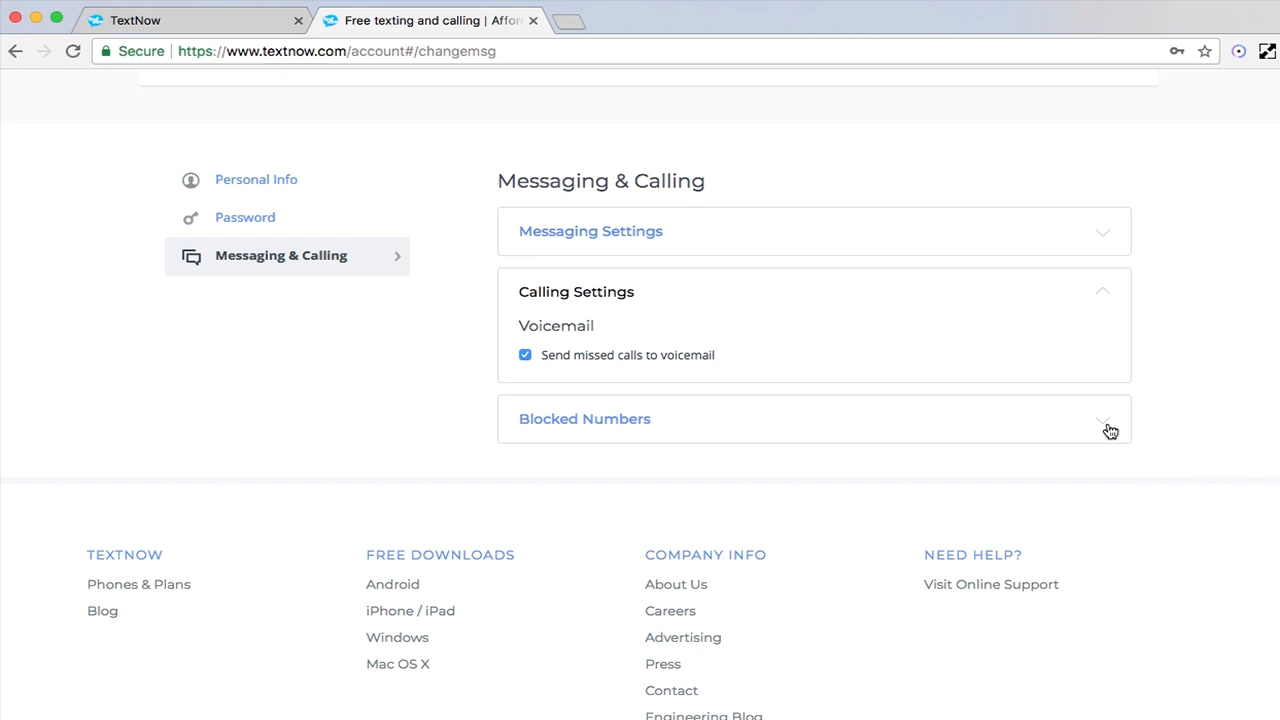 TextNow
Free texting and calling | Affor
Secure
https://www.textnow.com/account#/changemsg
Personal Info
Password
Messaging & Calling
Messaging & Calling
Messaging Settings
Calling Settings
Voicemail
Send missed calls to voicemail
Blocked Numbers
TEXTNOW
Phones & Plans
Blog
FREE DOWNLOADS
Android
iPhone / iPad
Windows
Mac OS X
COMPANY INFO
About Us
Careers
Advertising
Press
Contact
Engineering Blog
NEED HELP?
Visit Online Support